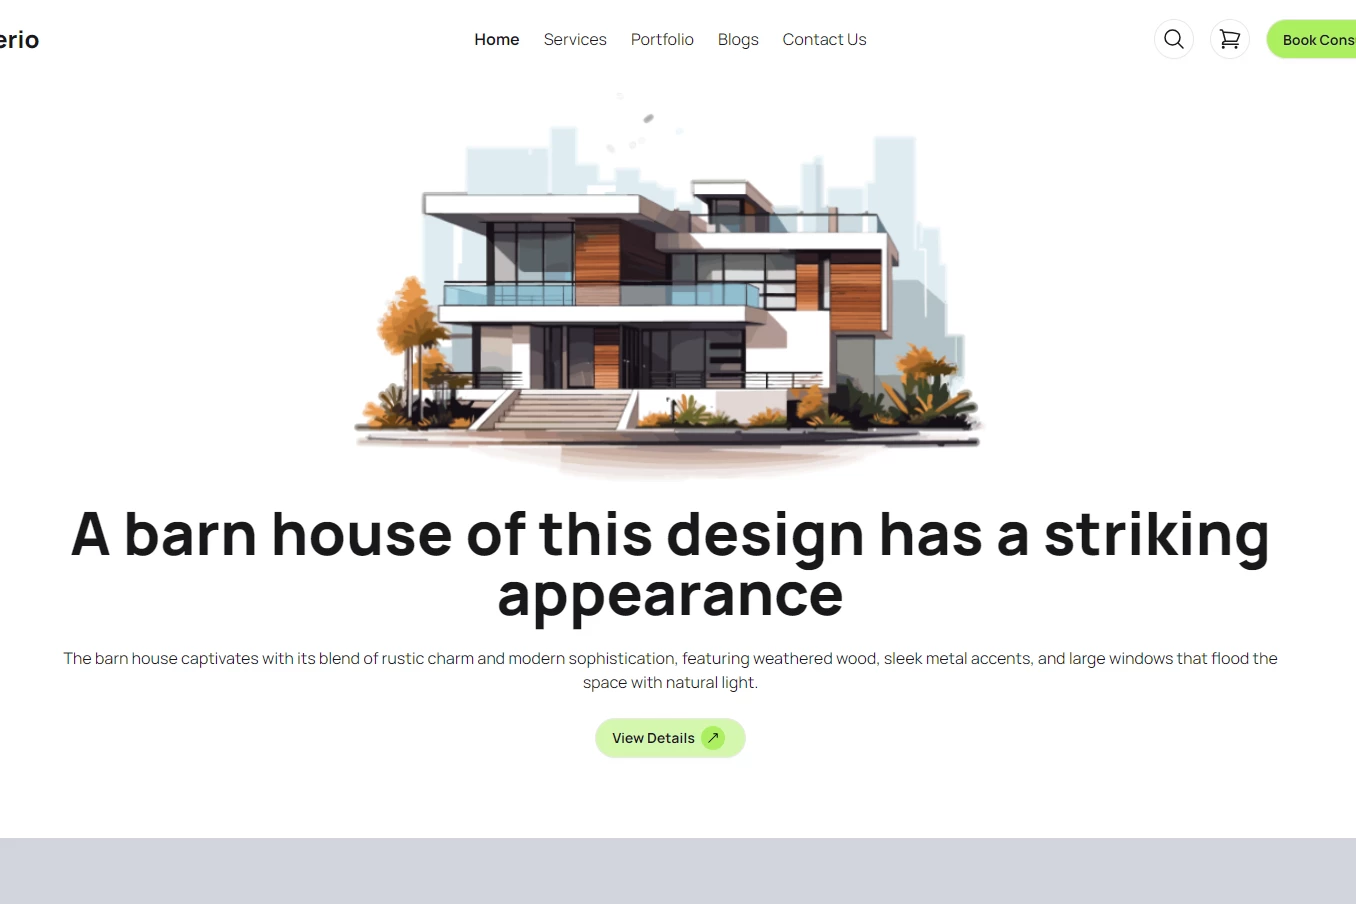 erio
Home Services Portfolio Blogs Contact Us
Book Cons
A barn house of this design has a striking
appearance
The barn house captivates with its blend of rustic charm and modern sophistication, featuring weathered wood, sleek metal accents, and large windows that flood the
space with natural light.
View Details